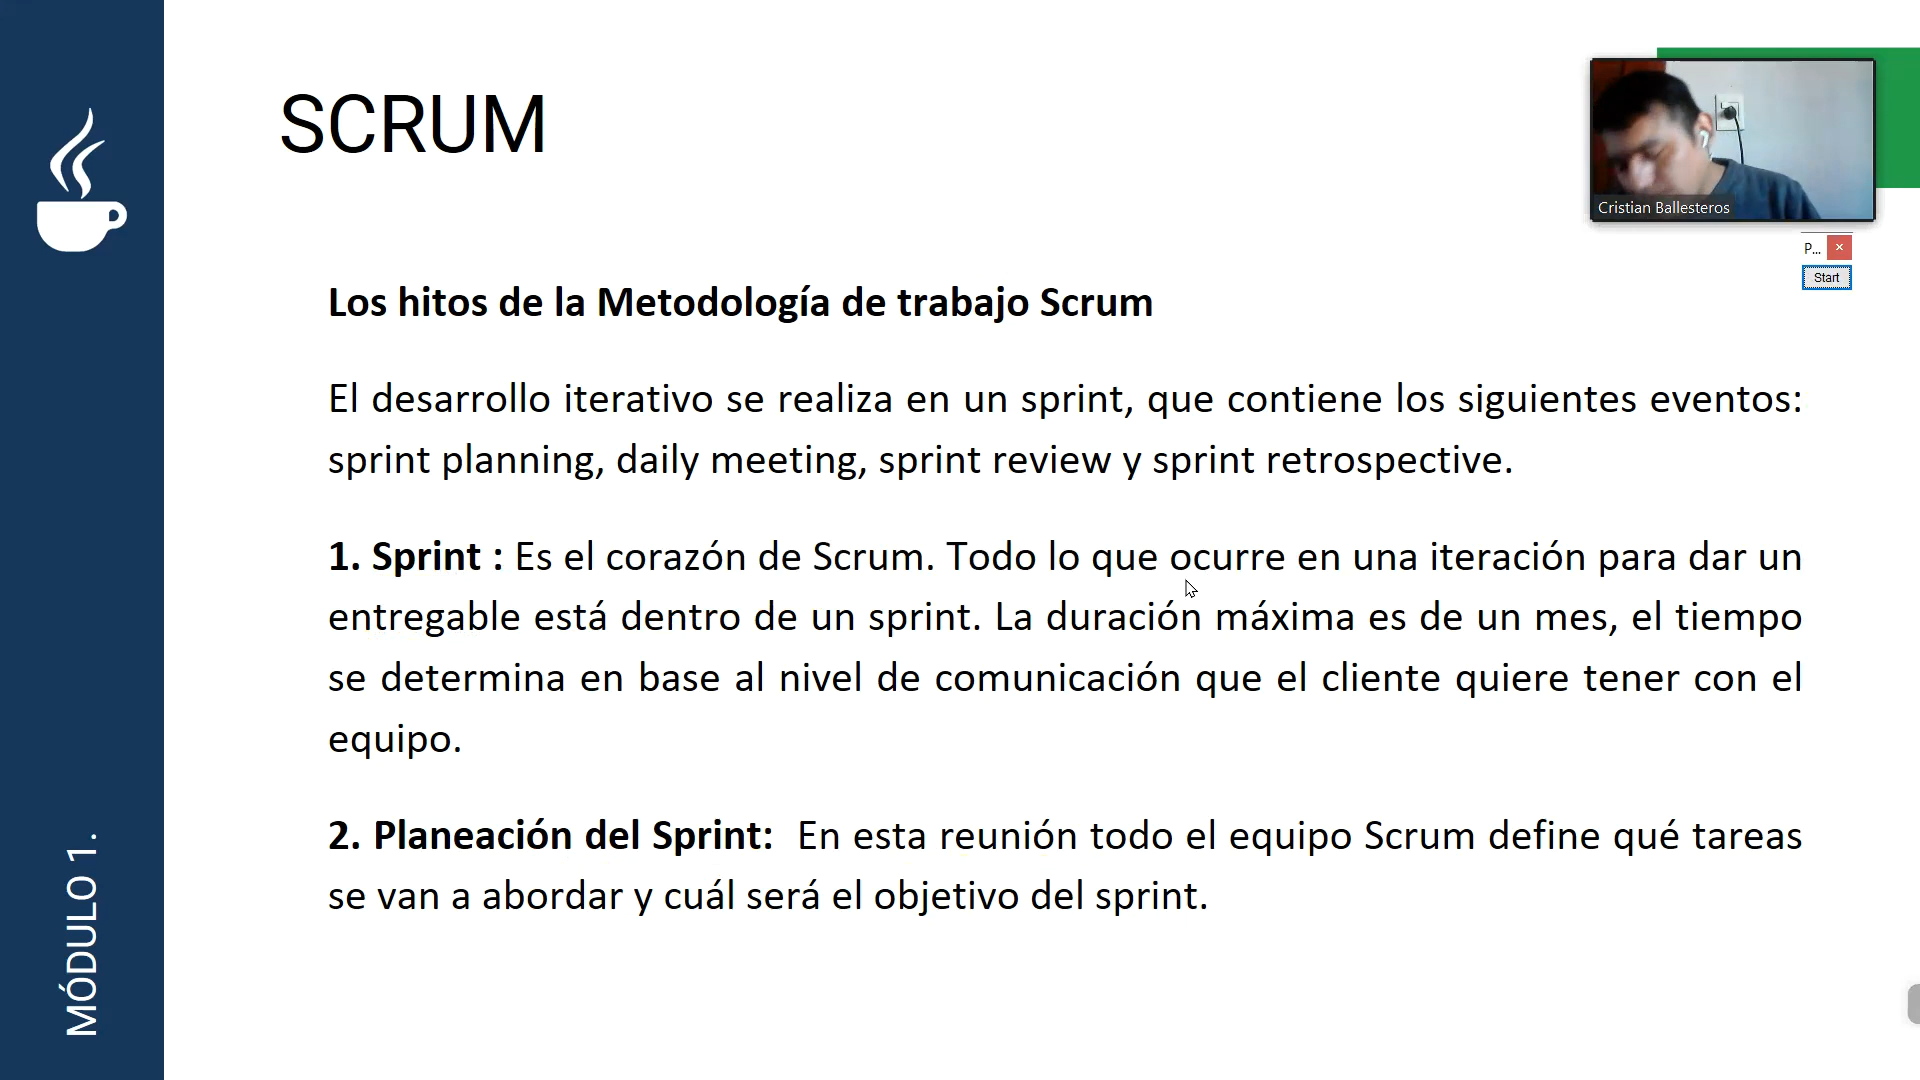 SCRUM
Cristian Ballesteros
P...
Start
Los hitos de la Metodología de trabajo Scrum
El desarrollo iterativo se realiza en un sprint, que contiene los siguientes eventos:
sprint planning, daily meeting, sprint review y sprint retrospective.
1. Sprint : Es el corazón de Scrum. Todo lo que ocurre en una iteración para dar un
entregable está dentro de un sprint. La duración máxima es de un mes, el tiempo
se determina en base al nivel de comunicación que el cliente quiere tener con el
equipo.
2. Planeación del Sprint: En esta reunión todo el equipo Scrum define qué tareas
se van a abordar y cuál será el objetivo del sprint.
MÓDULO 1.